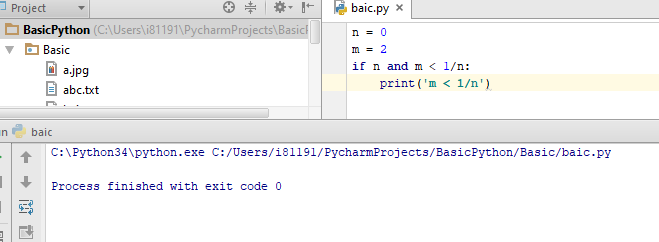 Project
BasicPython (C:\Users\i81191\PycharmProjects\BasicP
Basic
a.jpg
abc.txt
baic.py
n = 0
m = 2
if n and m < 1/n:
    print('m < 1/n')
n baic
C:\Python34\python.exe C:/Users/i81191/PycharmProjects/BasicPython/Basic/baic.py
Process finished with exit code 0